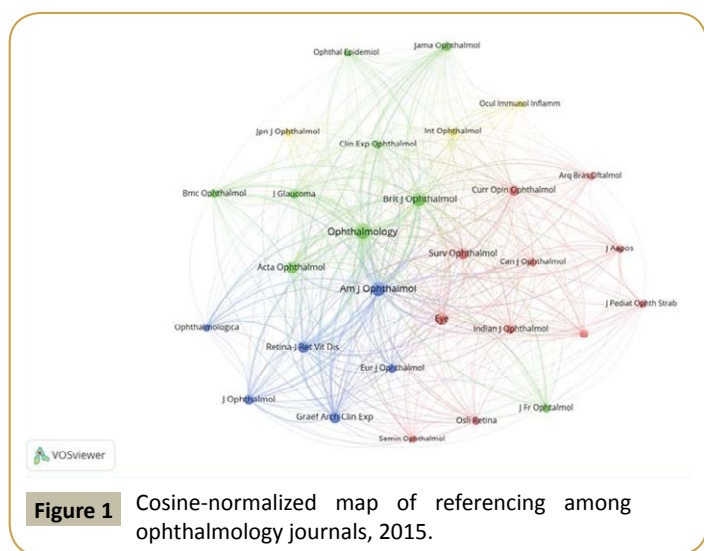 Jama Ophthalmol
Ophthal Epidemiol
Ocul Immunol Inflamm
Jpn J Ophthalmol
Int Ophthalmol
Clin Exp Ophthalmol
Arq Bras Oftalmol
Curr Opin Ophthalmol
Bmc Ophthalmol
J Glaucoma
Brit J Ophthalmol
Ophthalmology
J Aapos
Surv Ophthalmol
Can J Ophthalmol
Acta Ophthalmol
Am J Ophthalmol
J Pediat Ophth Strab
Eye
Ophthalmologica
Indian J Ophthalmol
Retina-J Ret Vit Dis
Eur J Ophthalmol
J Ophthalmol
J Fr Ophtalmol
Graef Arch Clin Exp
Osli Retina
Semin Ophthalmol
VOSviewer
Figure 1 Cosine-normalized map of referencing among
ophthalmology journals, 2015.